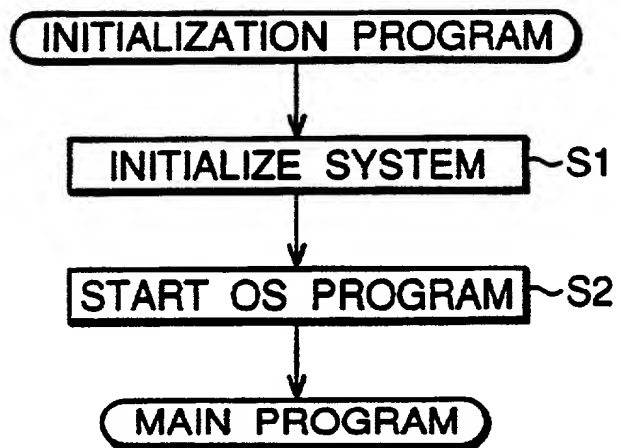 INITIALIZATION PROGRAM
INITIALIZE SYSTEM ~S1
START OS PROGRAM ~S2
MAIN PROGRAM